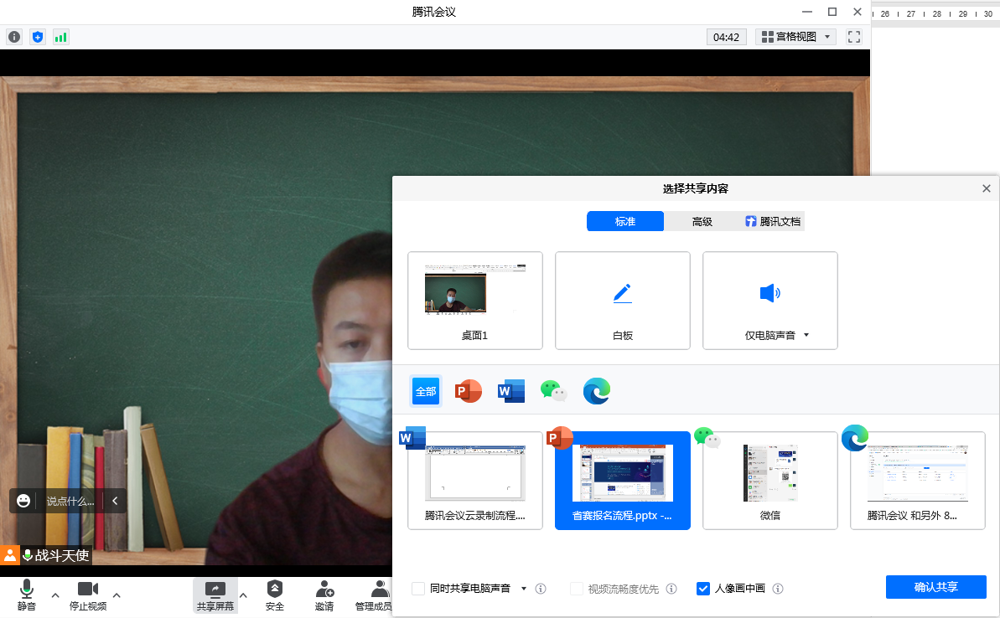 腾讯会议
26 27 28 29 30
04:42
宫格视图
选择共享内容
标准
高级
腾讯文档
桌面1
白板
仅电脑声音
全部
P
W
W
P
腾讯会议云录制流程....
省赛报名流程.pptx -...
微信
腾讯会议 和另外 8...
说点什么...
战斗天使
静音
停止视频
共享屏幕
安全
邀请
管理成员
同时共享电脑声音
视频流畅度优先
人像画中画
确认共享